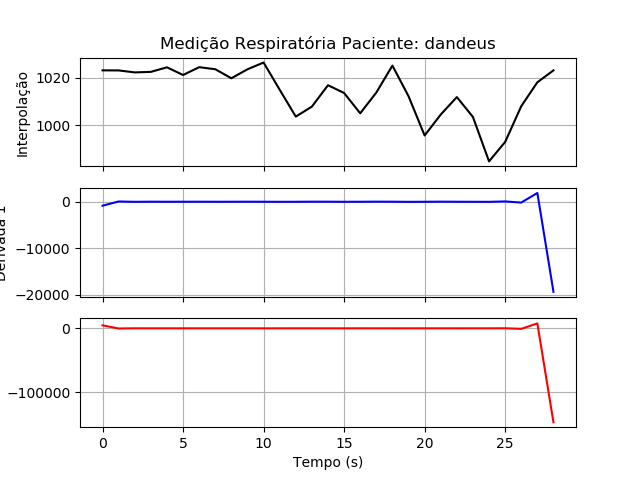 Medição Respiratória Paciente: dandeus
Interpolação
1020
1000
Derivada 1
0
−10000
−20000
0
−100000
0 5 10 15 20 25
Tempo (s)